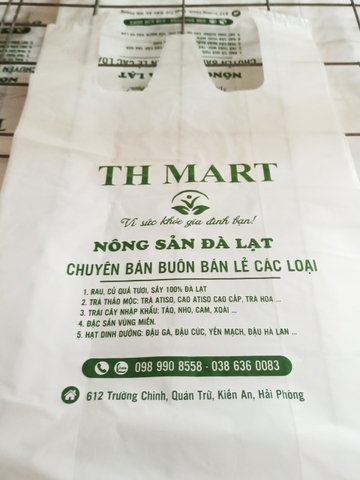 TH MART
Vì sức khỏe gia đình bạn!
NÔNG SẢN ĐÀ LẠT
CHUYÊN BÁN BUÔN BÁN LẺ CÁC LOẠI
1. RAU, CỦ QUẢ TƯƠI, SẤY 100% ĐÀ LẠT
2. TRÀ THẢO MỘC: TRÀ ATISO, CAO ATISO CAO CẤP, TRÀ HOA ...
3. TRÁI CÂY NHẬP KHẨU: TÁO, NHO, CAM, XOÀI ...
4. ĐẶC SẢN VÙNG MIỀN.
5. HẠT DINH DƯỠNG: ĐẬU GÀ, ĐẬU CÚC, YẾN MẠCH, ĐẬU HÀ LAN ...
098 990 8558 - 038 636 0083
612 Trường Chinh, Quán Trữ, Kiến An, Hải Phòng